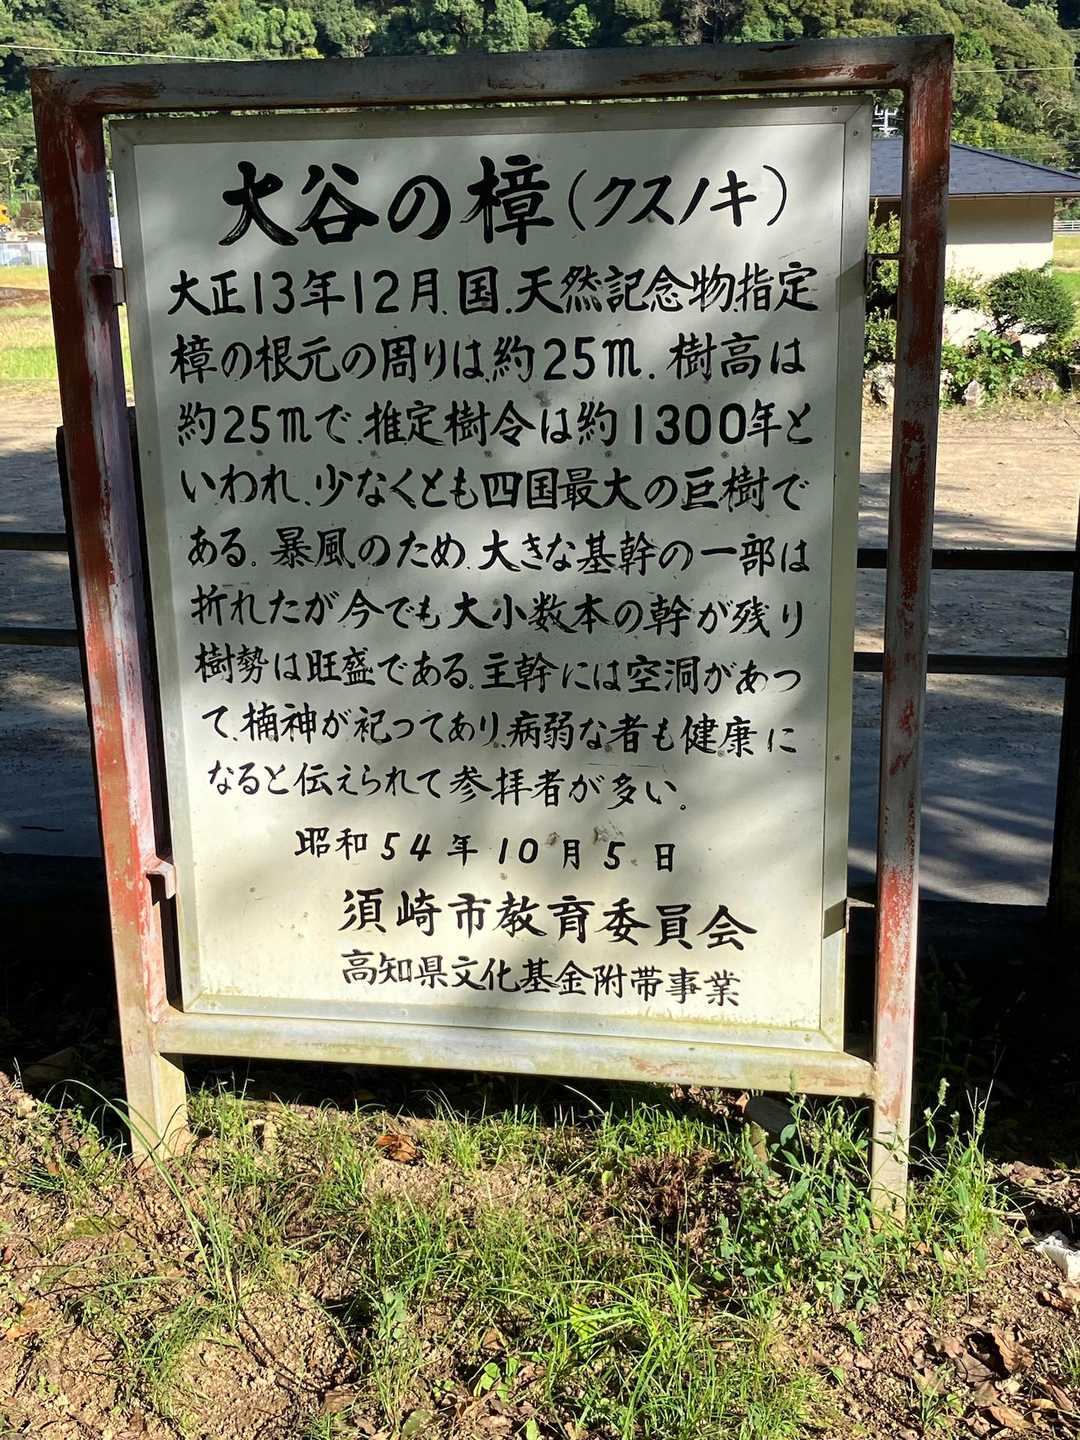 大谷の樟(クスノキ)
大正13年12月.国.天然記念物指定
樟の根元の周りは約25m.樹高は
約25mで、推定樹令は約1300年と
いわれ、少なくとも四国最大の巨樹で
ある。暴風のため、大きな基幹の一部は
折れたが今でも大小数本の幹が残り
樹勢は旺盛である。主幹には空洞があっ
て、楠神が祀ってあり、病弱な者も健康に
なると伝えられて参拝者が多い。
昭和54年10月5日
須崎市教育委員会
高知県文化基金附帯事業